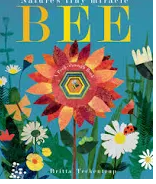 Nature's tiny miracle
BEE
Britta Teckentrup